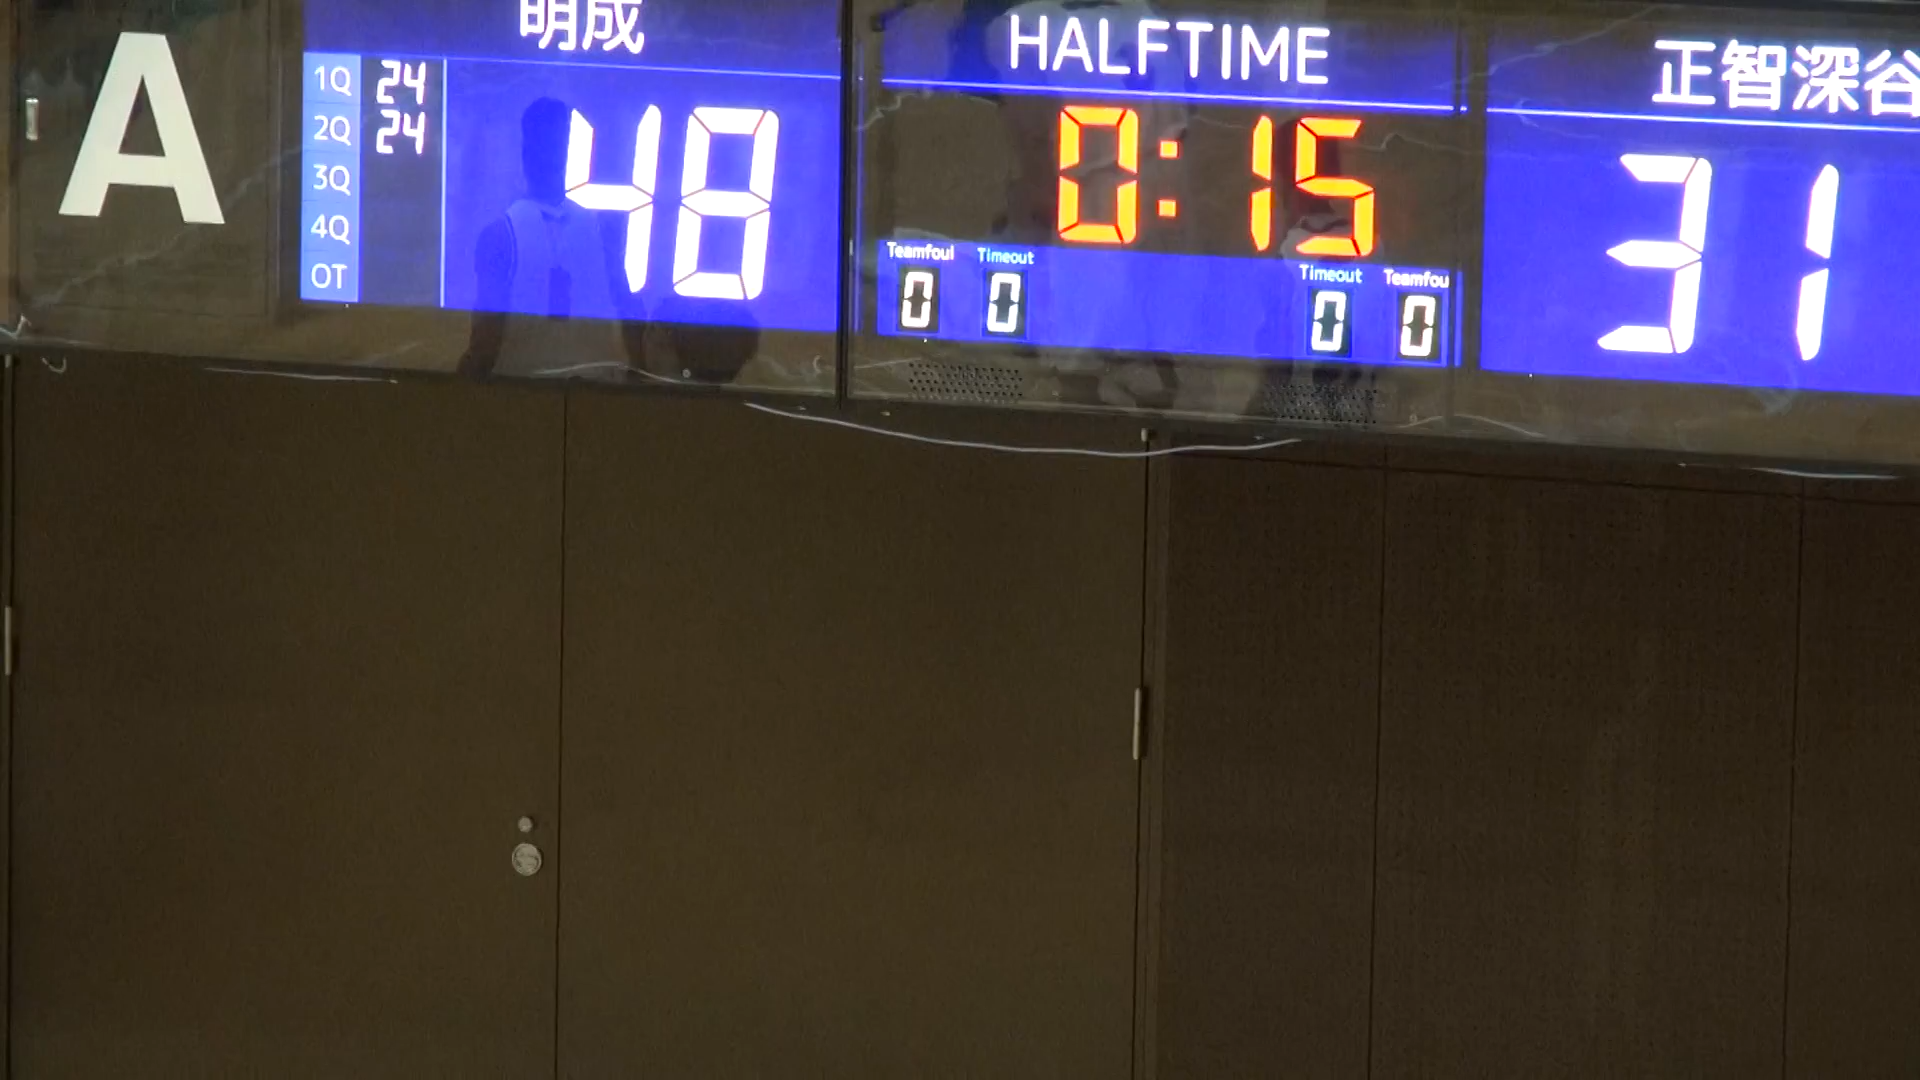 A
明成
1Q 24
2Q 24
3Q
4Q
OT
48
HALFTIME
0:15
Teamfoul Timeout
0 0
Timeout Teamfou
0 0
正智深谷
31